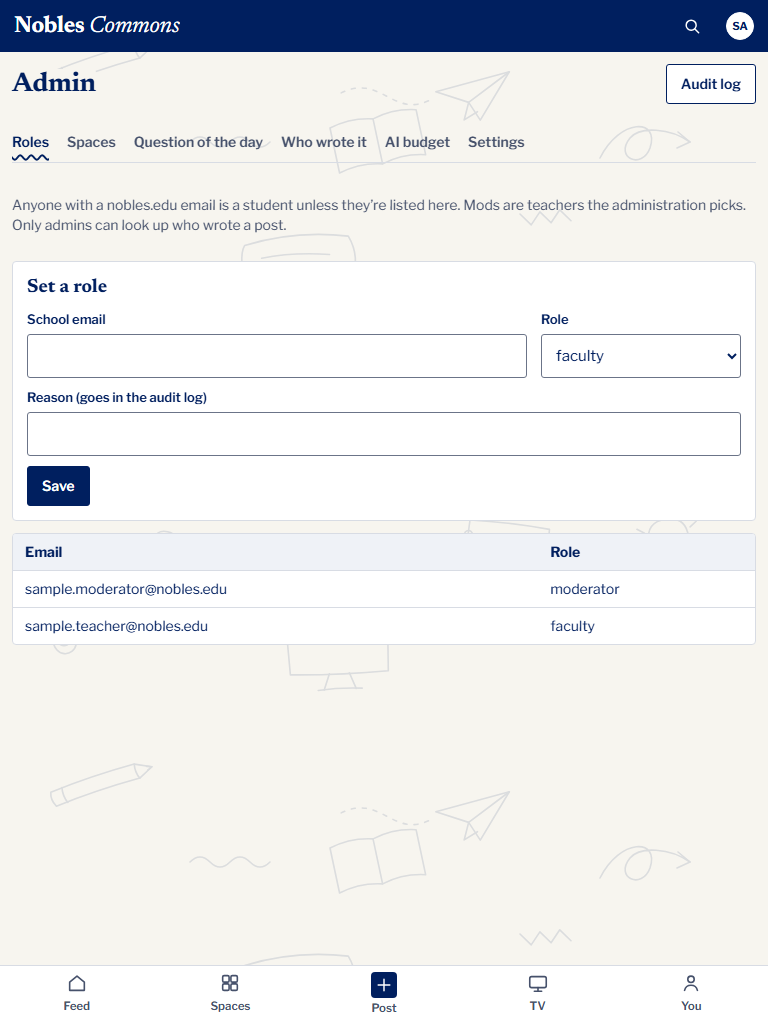 Nobles Commons
SA
Admin
Audit log
Roles Spaces Question of the day Who wrote it AI budget Settings
Anyone with a nobles.edu email is a student unless they’re listed here. Mods are teachers the administration picks.
Only admins can look up who wrote a post.
Set a role
School email
Role
faculty
Reason (goes in the audit log)
Save
Email Role
sample.moderator@nobles.edu moderator
sample.teacher@nobles.edu faculty
Feed Spaces Post TV You